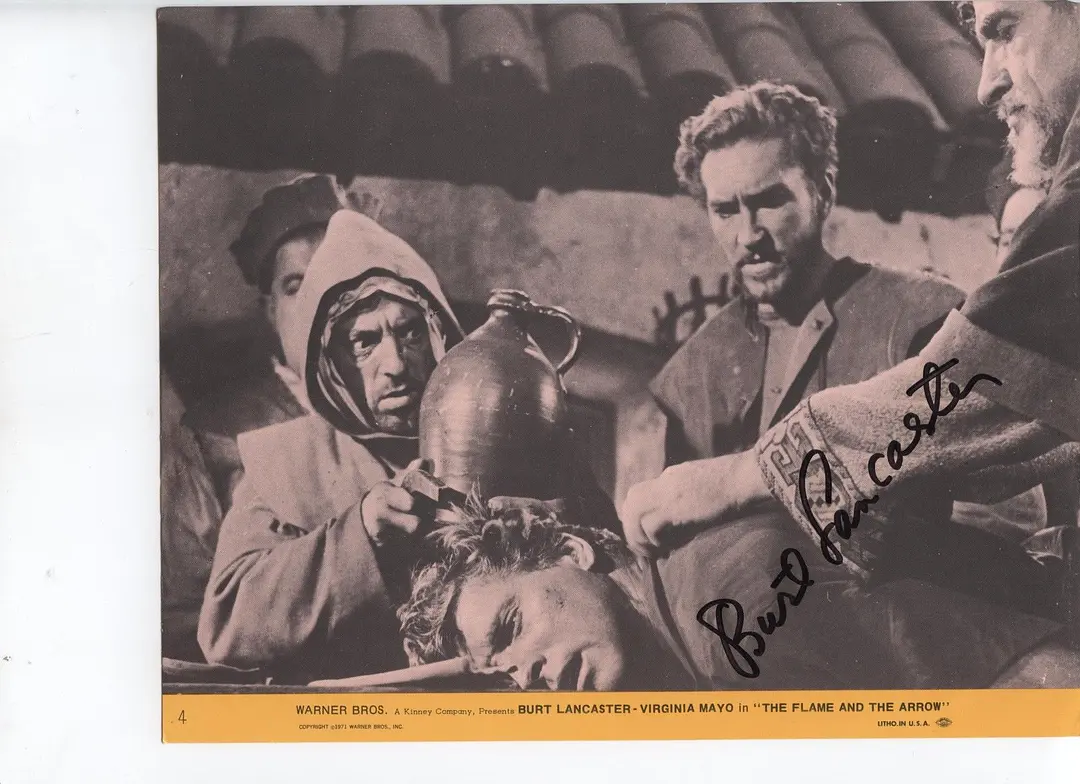 Burt Lancaster
4
WARNER BROS. A Kinney Company, Presents BURT LANCASTER-VIRGINIA MAYO in "THE FLAME AND THE ARROW"
COPYRIGHT ©1971 WARNER BROS., INC.
LITHO. IN U.S.A.